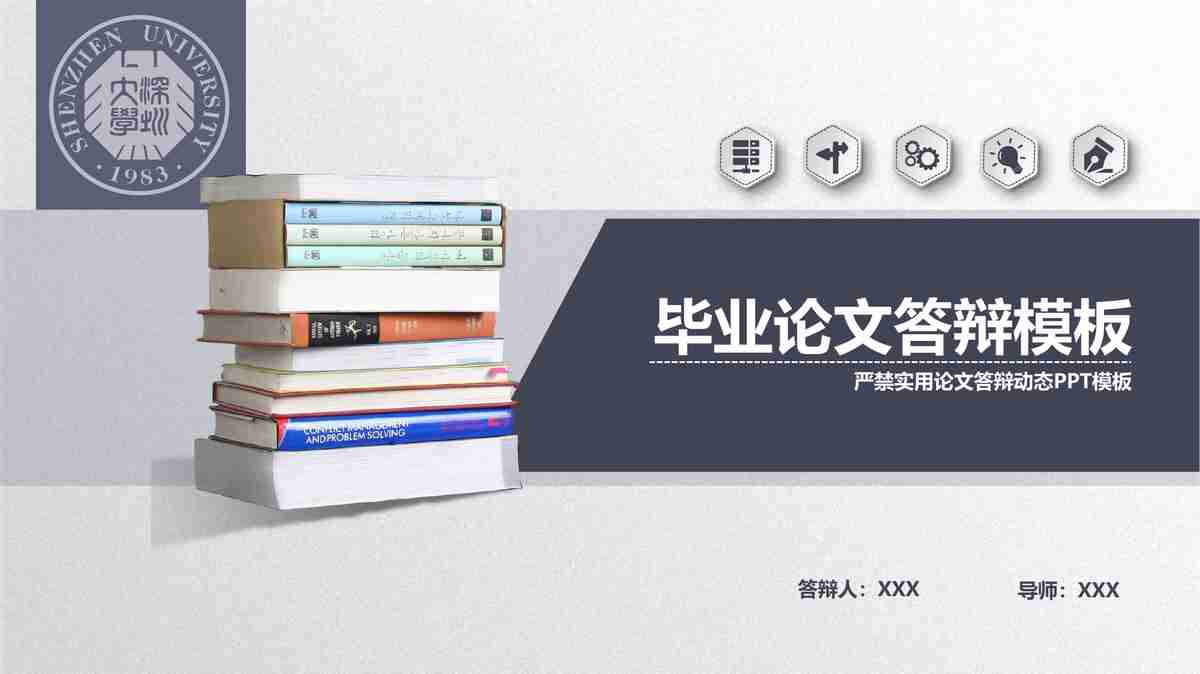 SHENZHEN UNIVERSITY
深圳
大學
·1983·
毕业论文答辩模板
严禁实用论文答辩动态PPT模板
CONFLICT MANAGEMENT
AND PROBLEM SOLVING
答辩人：XXX
导师：XXX